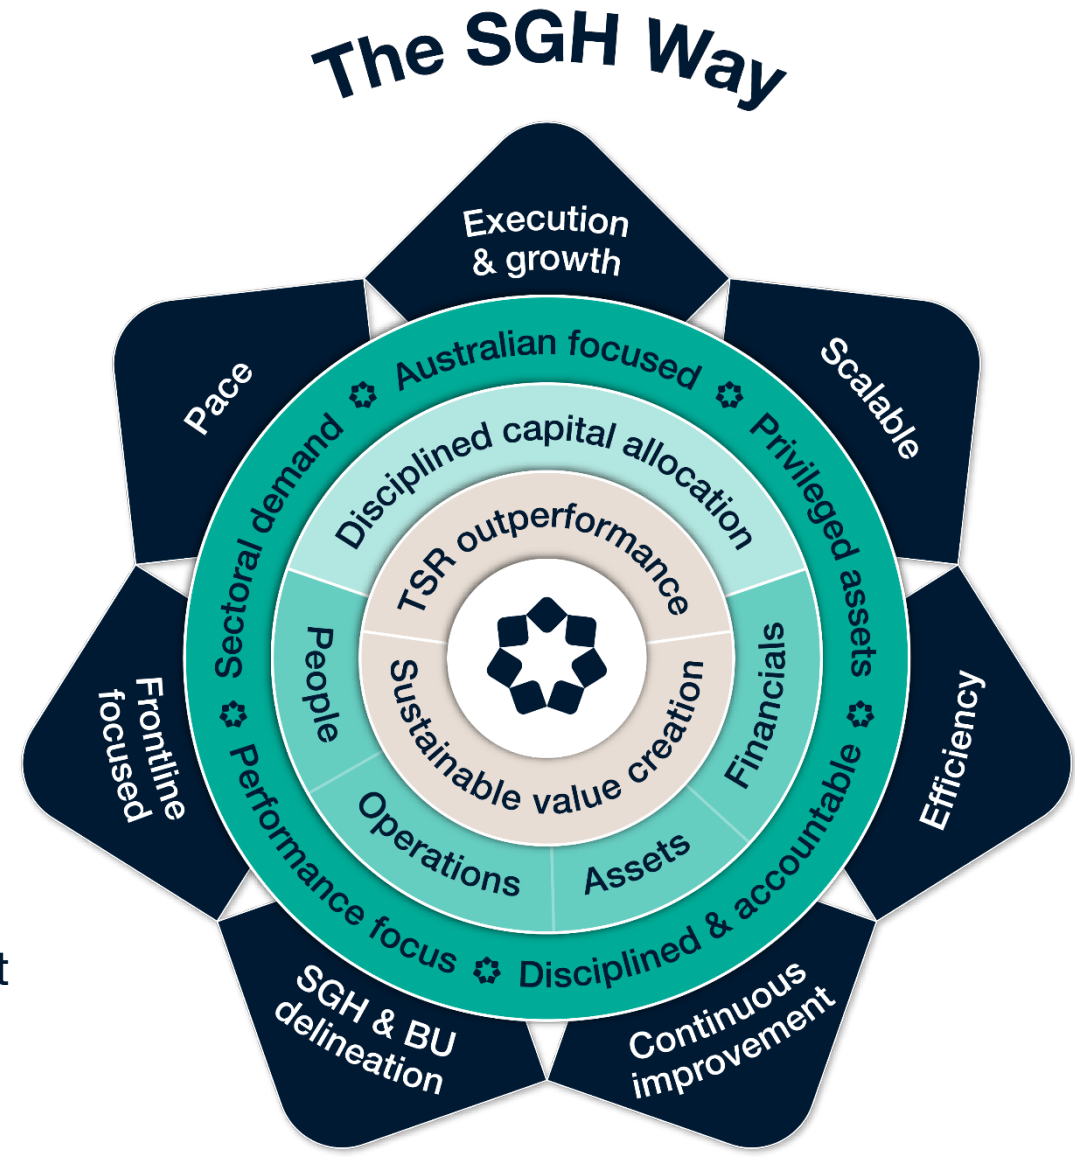 The SGH Way
Execution
& growth
Scalable
Efficiency
Continuous
improvement
SGH & BU
delineation
Frontline
focused
Pace
Australian focused
Privileged assets
Disciplined & accountable
Performance focus
Sectoral demand
Disciplined capital allocation
Financials
Assets
Operations
People
TSR outperformance
Sustainable value creation
t